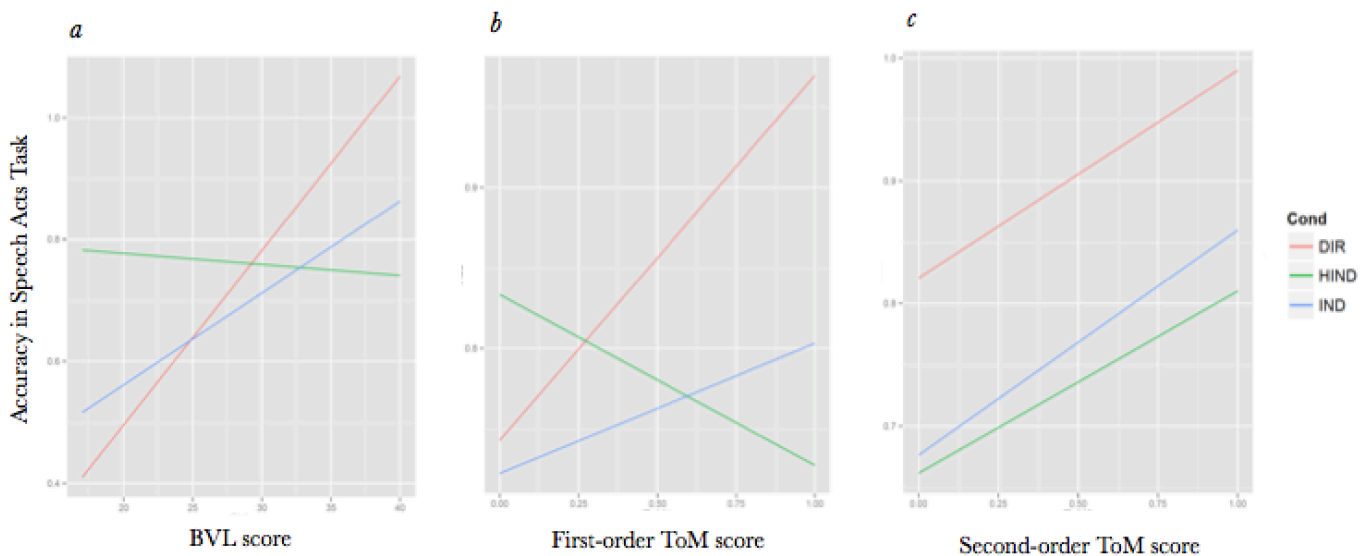 a
b
c
Accuracy in Speech Acts Task
1.0
0.8
0.6
0.4
20
25
30
35
40
BVL score
0.9
0.8
0.00
0.25
0.50
0.75
1.00
First-order ToM score
1.0
0.9
0.8
0.7
0.00
0.25
0.50
0.75
1.00
Second-order ToM score
Cond
DIR
HIND
IND